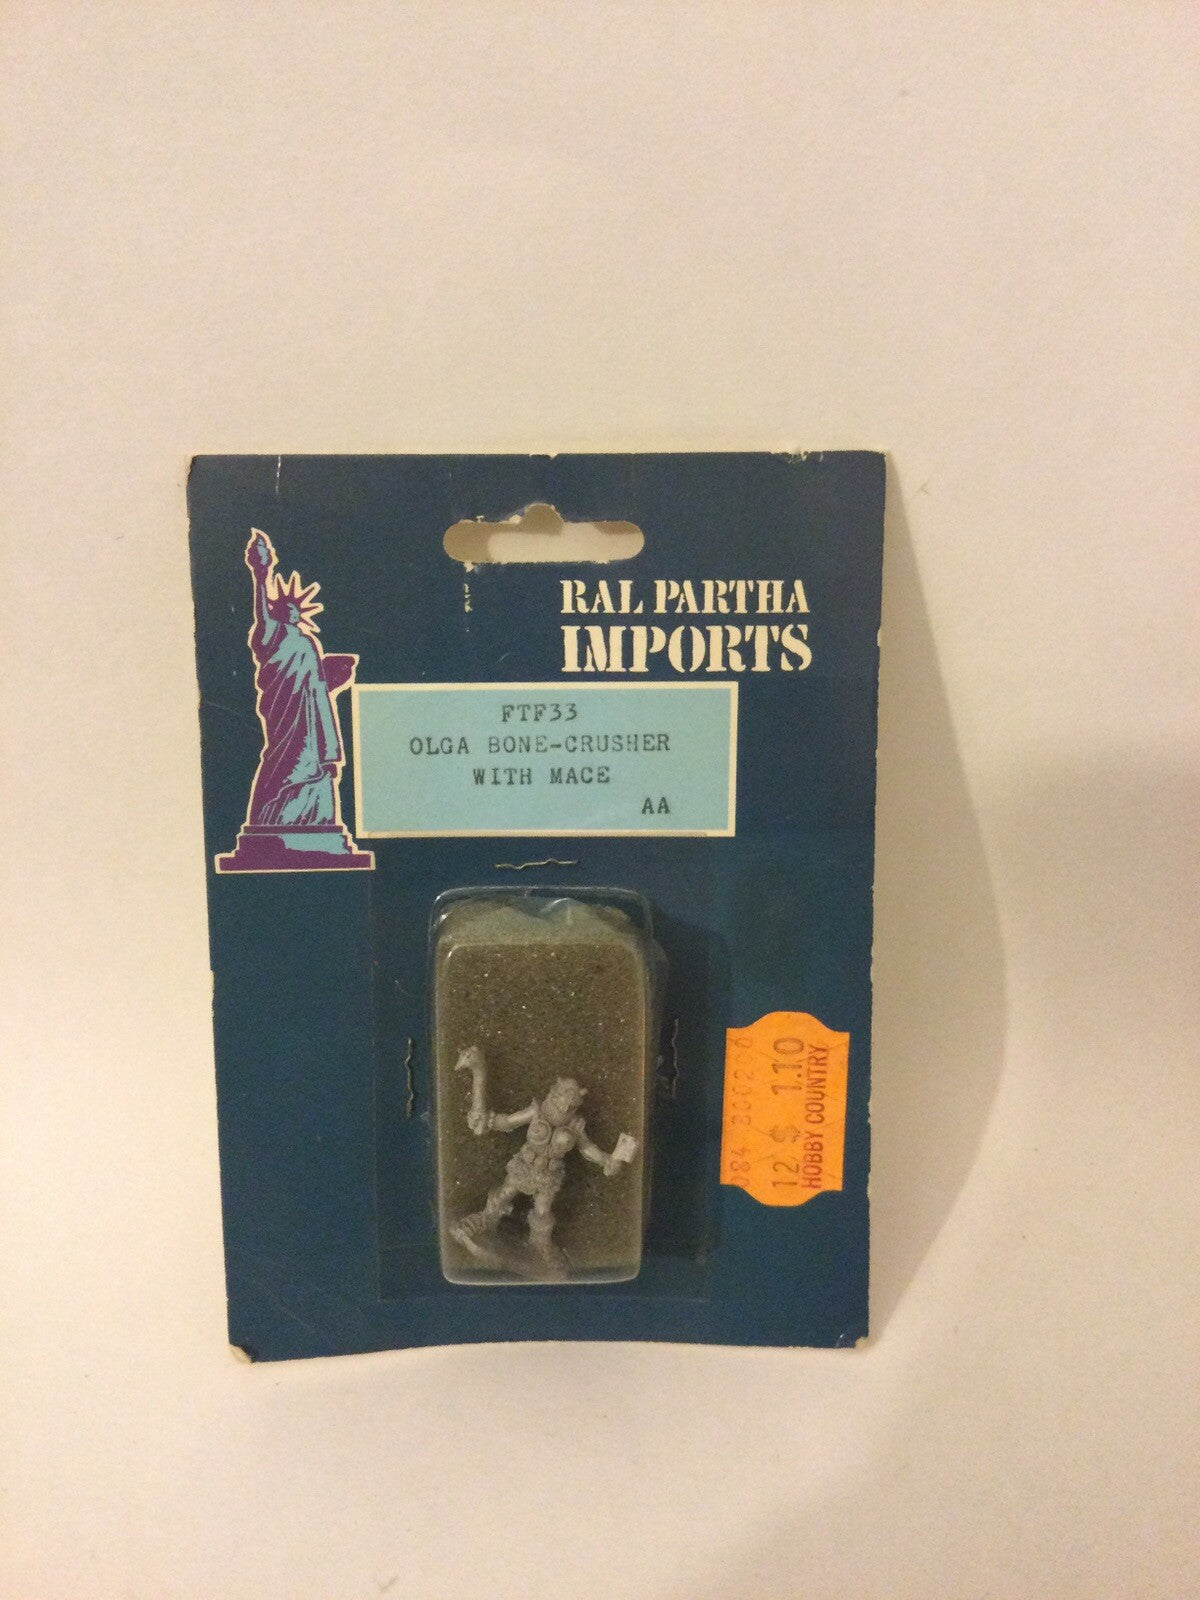 RAL PARTHA
IMPORTS
FTF33
OLGA BONE-CRUSHER
WITH MACE
AA
12 $ 1.10
HOBBY COUNTRY